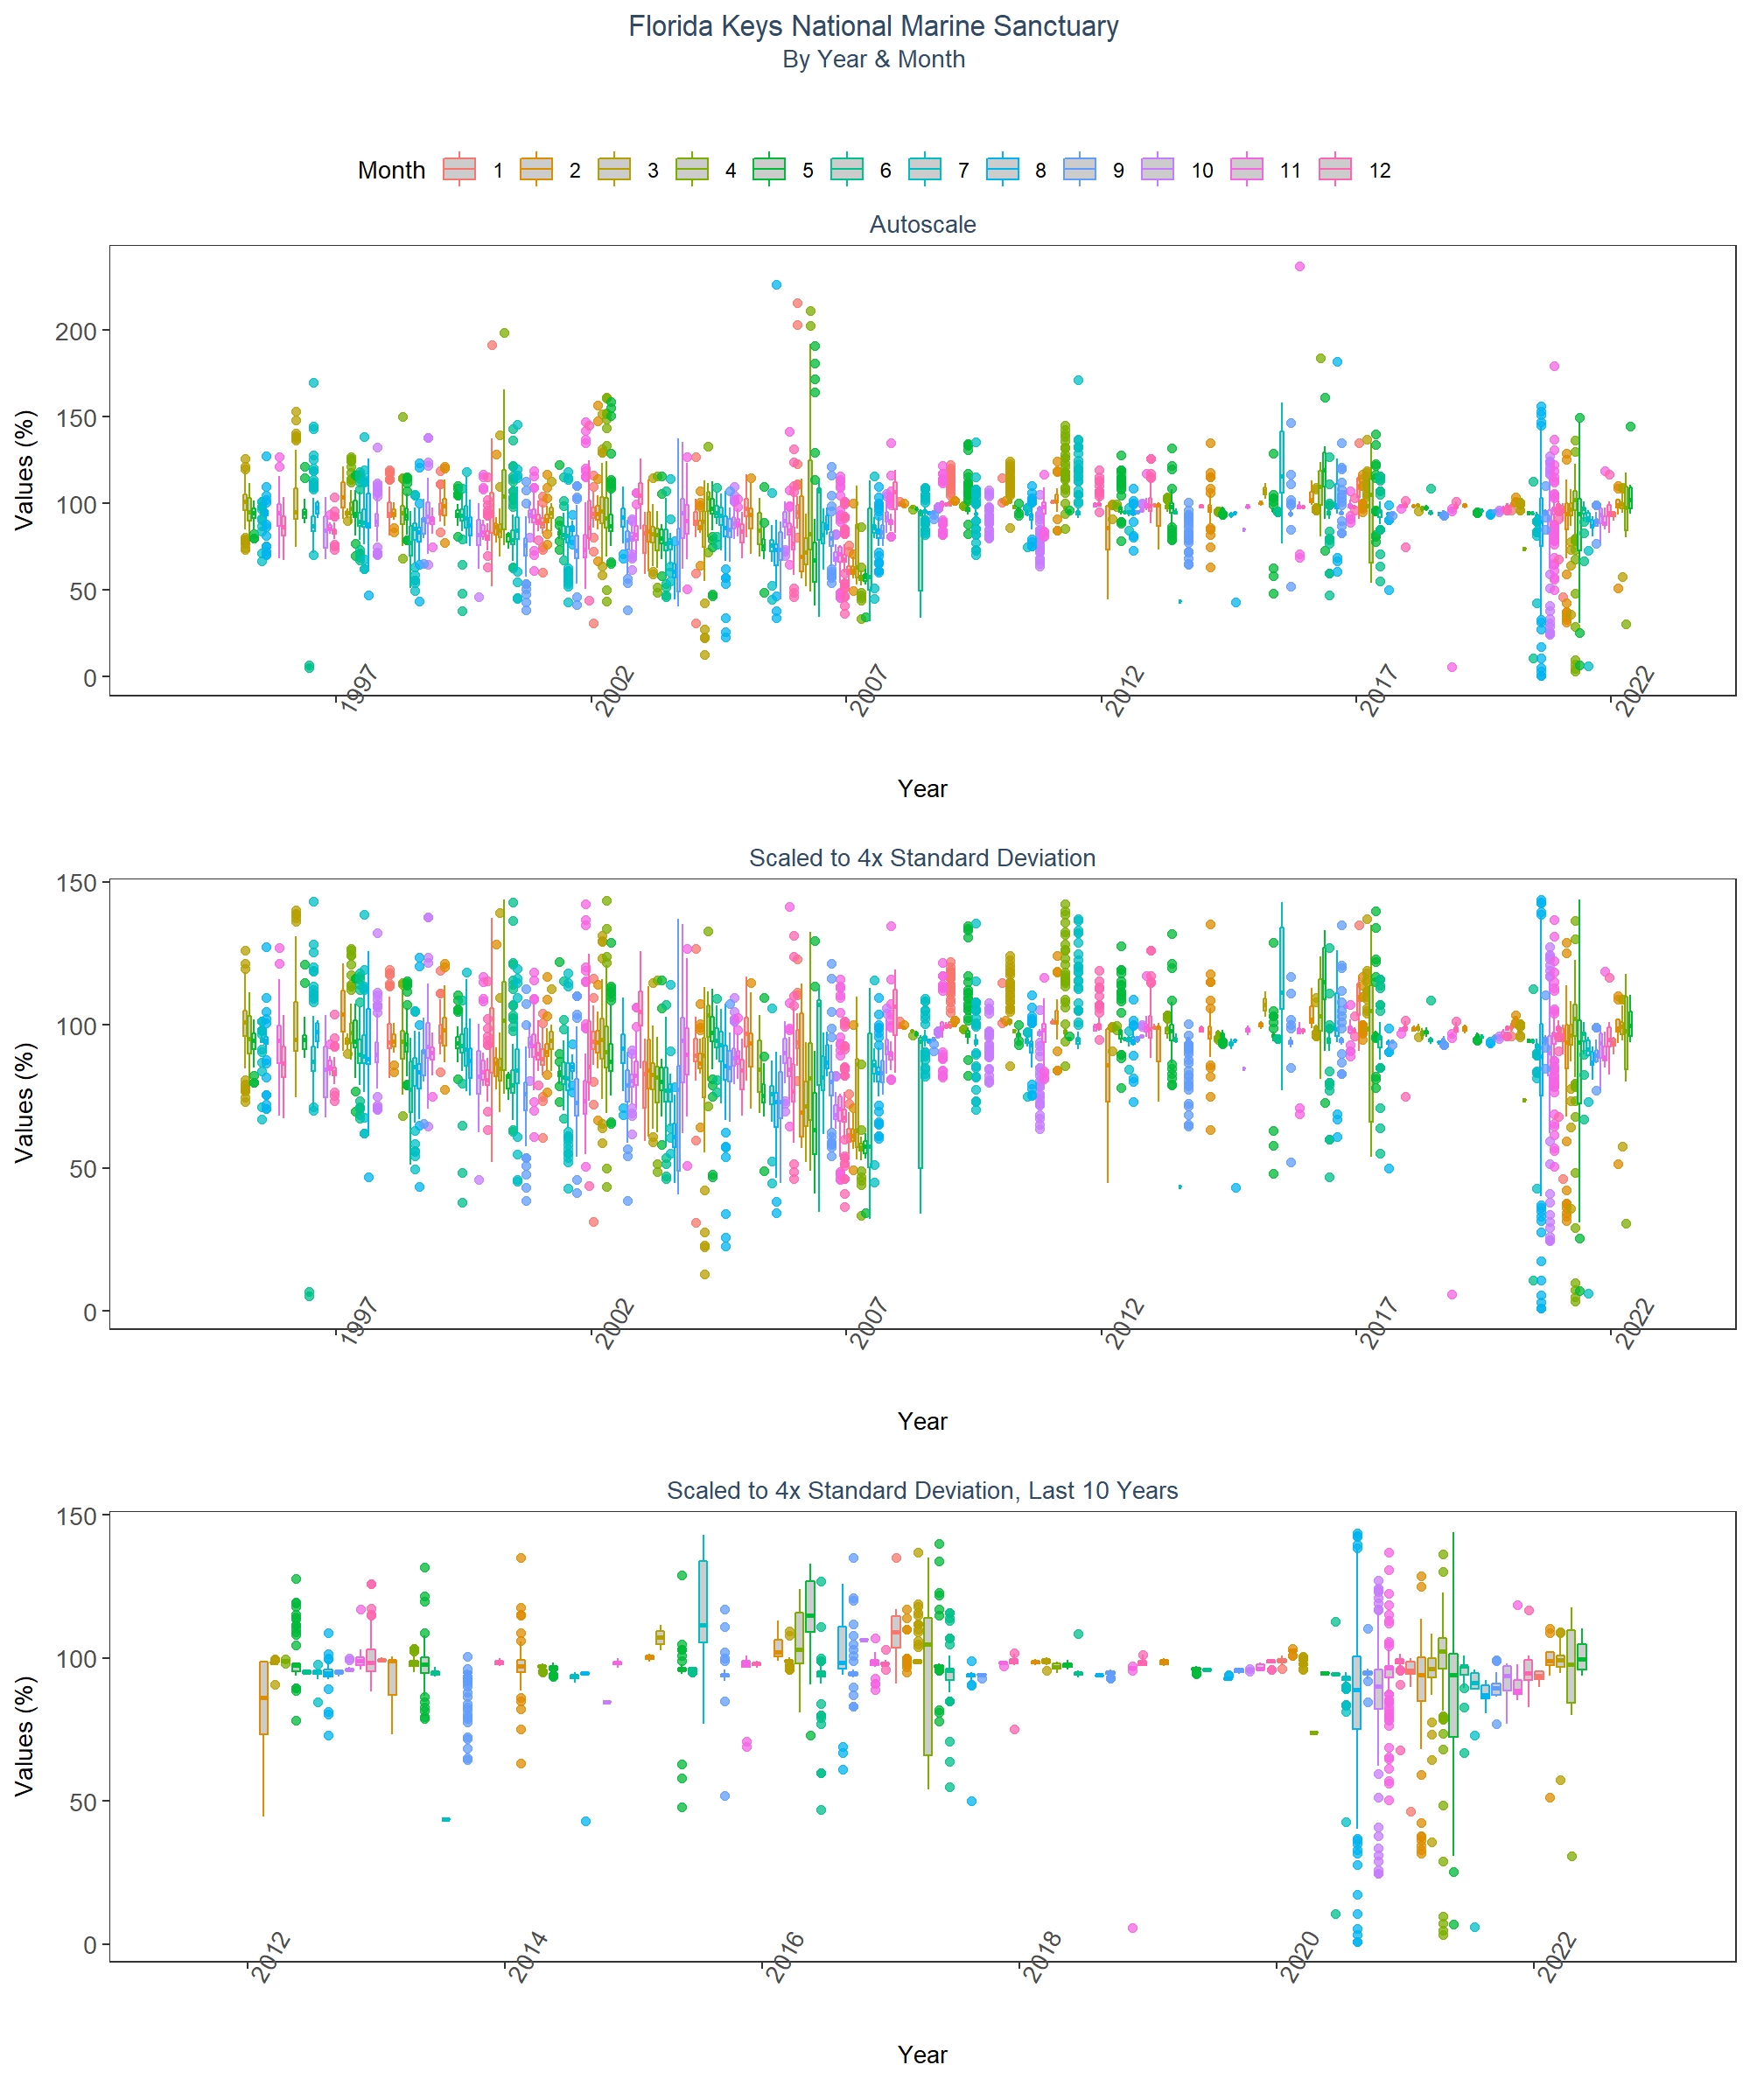 Florida Keys National Marine Sanctuary
By Year & Month
Month 1 2 3 4 5 6 7 8 9 10 11 12
Autoscale
Values (%)
200
150
100
50
0
1997 2002 2007 2012 2017 2022
Year
Scaled to 4x Standard Deviation
Values (%)
150
100
50
0
1997 2002 2007 2012 2017 2022
Year
Scaled to 4x Standard Deviation, Last 10 Years
Values (%)
150
100
50
0
2012 2014 2016 2018 2020 2022
Year